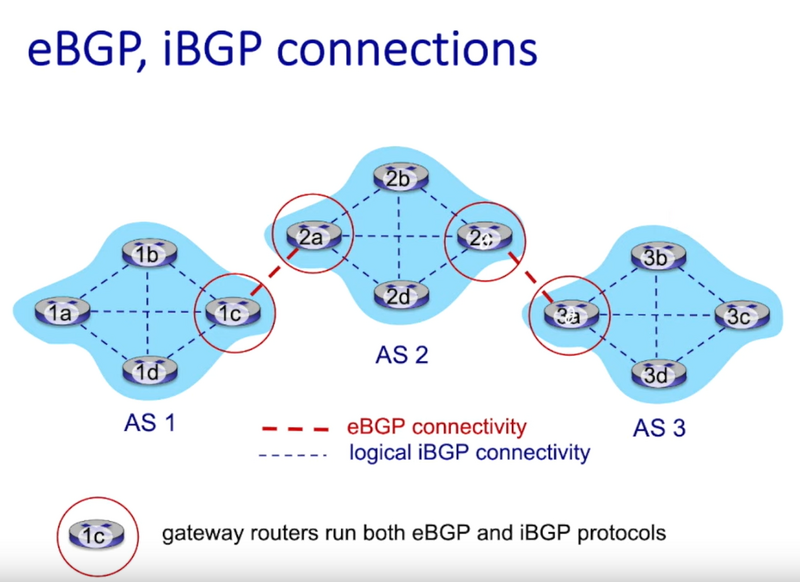 eBGP, iBGP connections
2b
2a
2c
2d
AS 2
1b
1a
1c
1d
AS 1
3b
3a
3c
3d
AS 3
eBGP connectivity
logical iBGP connectivity
1c
gateway routers run both eBGP and iBGP protocols